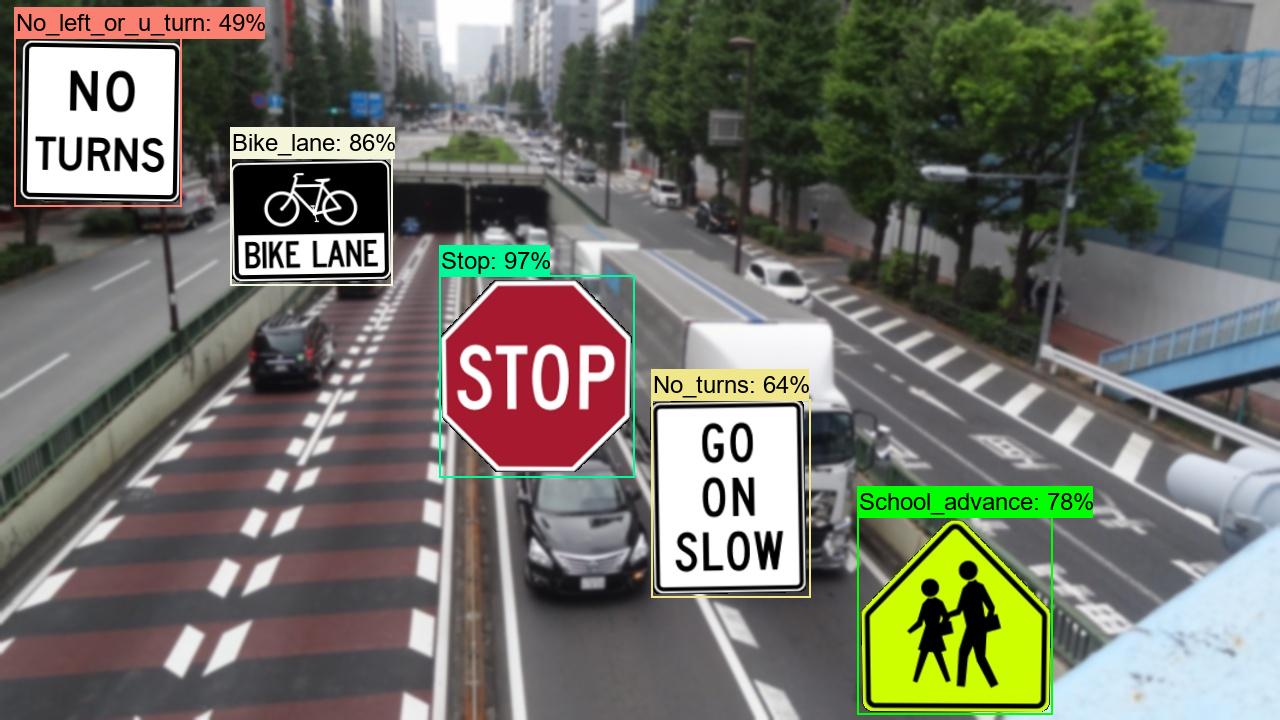 No_left_or_u_turn: 49%
NO
TURNS
Bike_lane: 86%
BIKE LANE
Stop: 97%
STOP
No_turns: 64%
GO
ON
SLOW
School_advance: 78%